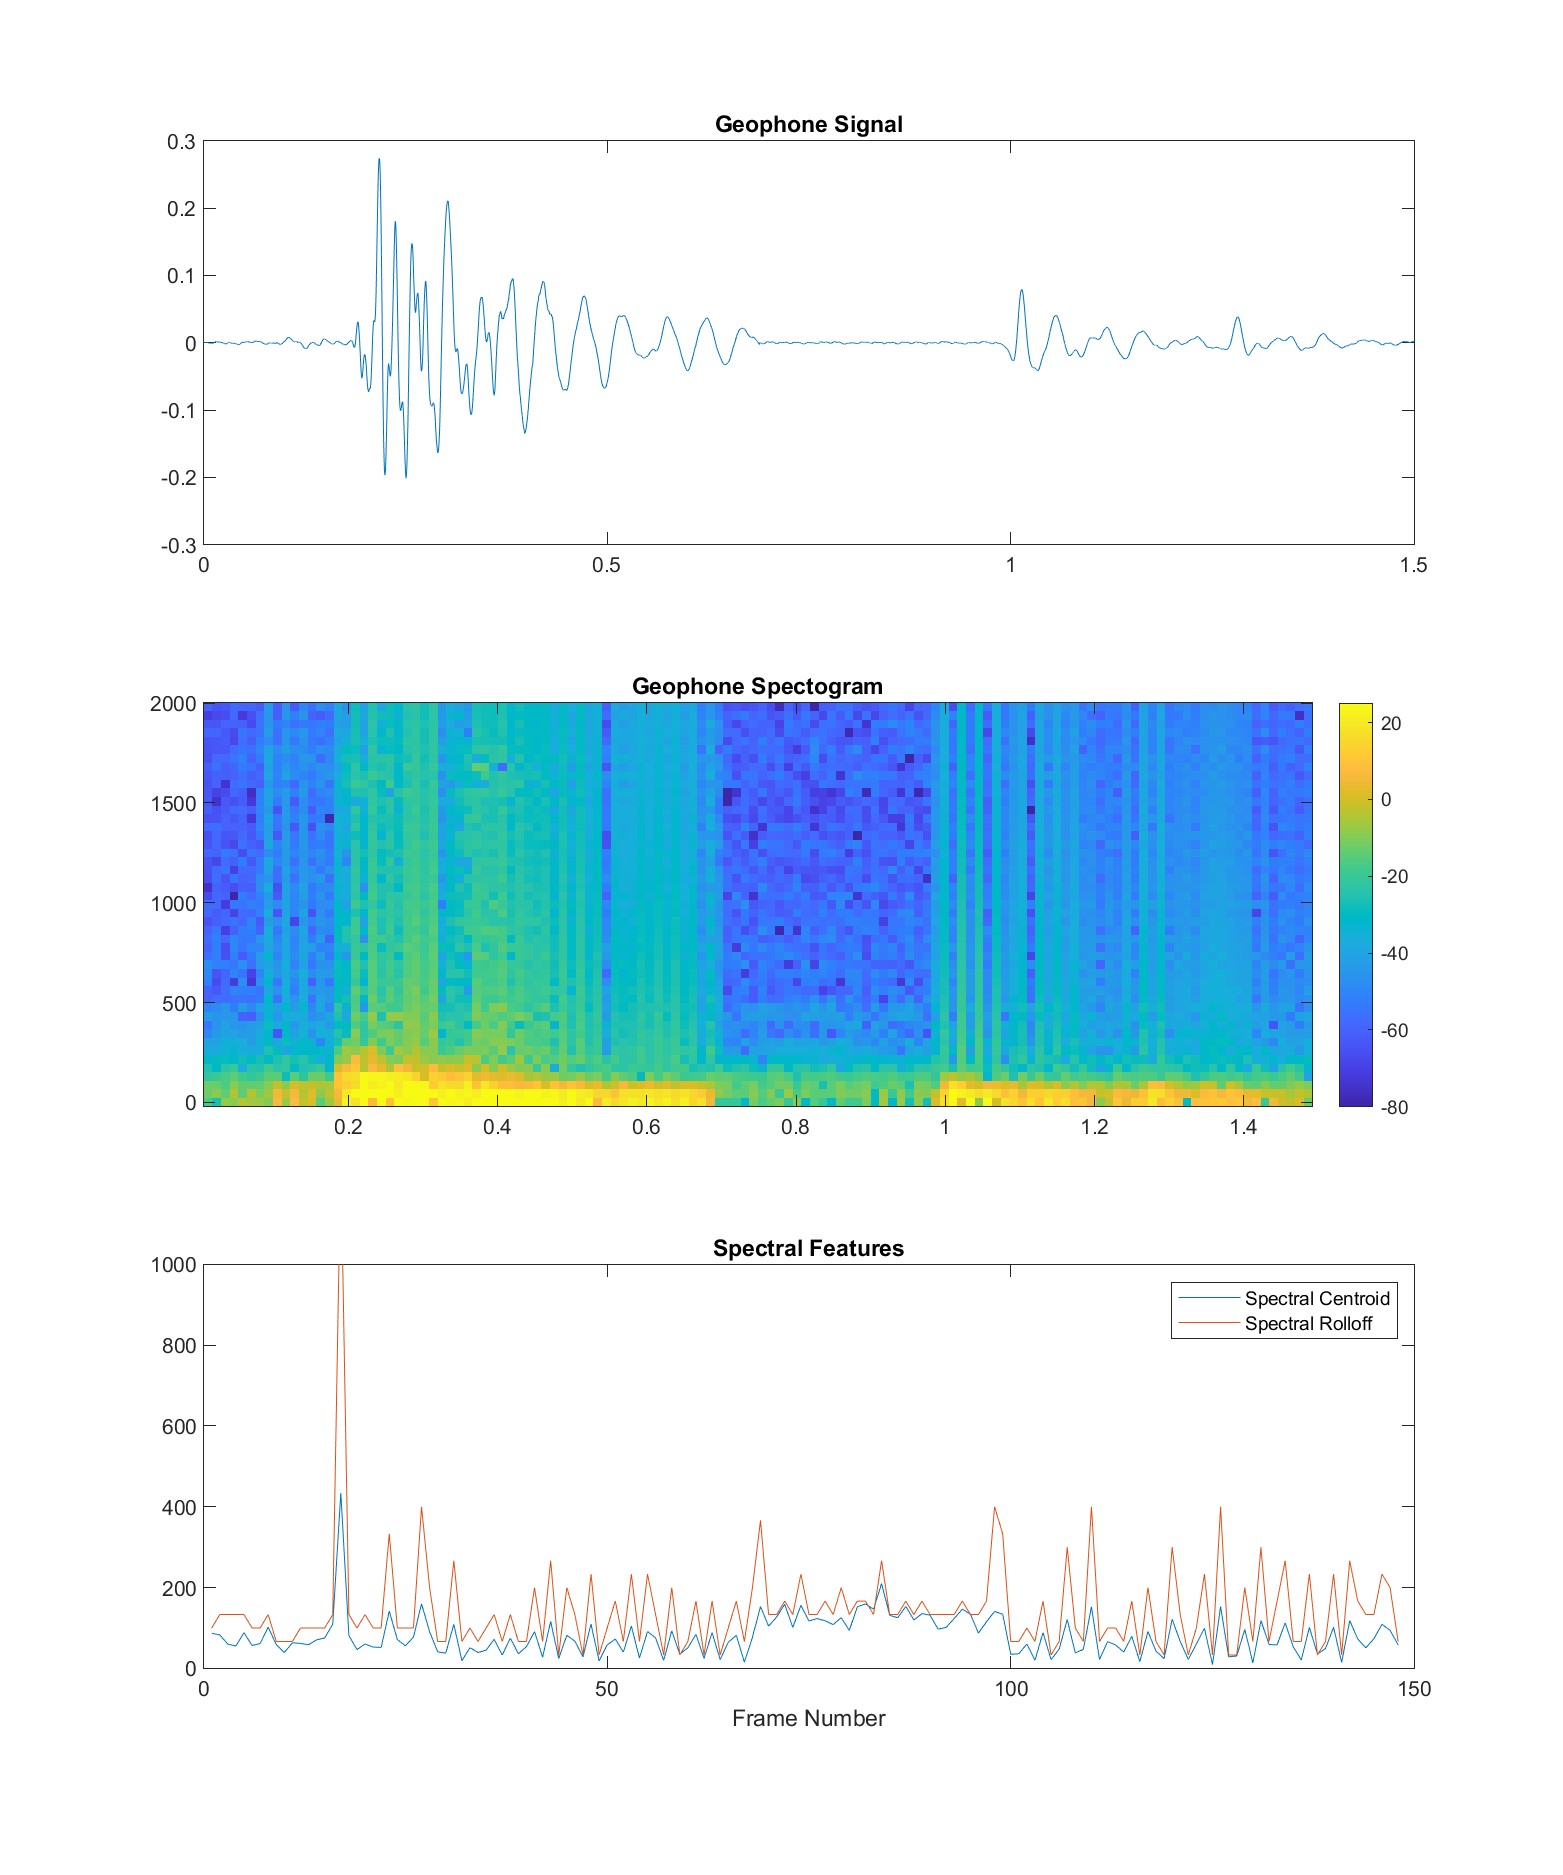 Geophone Signal
0.3
0.2
0.1
0
-0.1
-0.2
-0.3
0 0.5 1 1.5
Geophone Spectogram
2000
1500
1000
500
0
20
0
-20
-40
-60
-80
0.2 0.4 0.6 0.8 1 1.2 1.4
Spectral Features
1000
800
600
400
200
0
Spectral Centroid
Spectral Rolloff
0 50 100 150
Frame Number